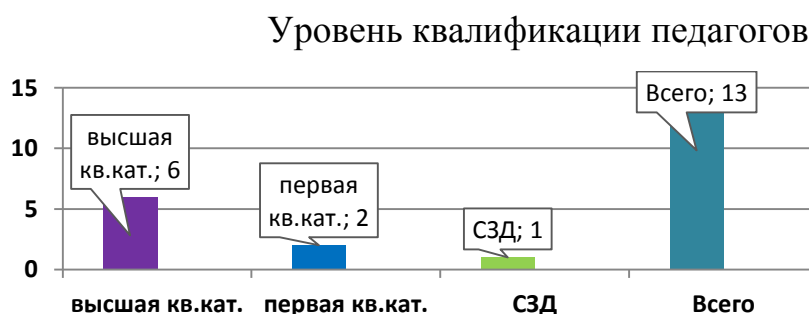 Уровень квалификации педагогов
15
10
5
0
высшая
кв.кат.; 6
первая
кв.кат.; 2
СЗД; 1
Всего; 13
высшая кв.кат.
первая кв.кат.
СЗД
Всего